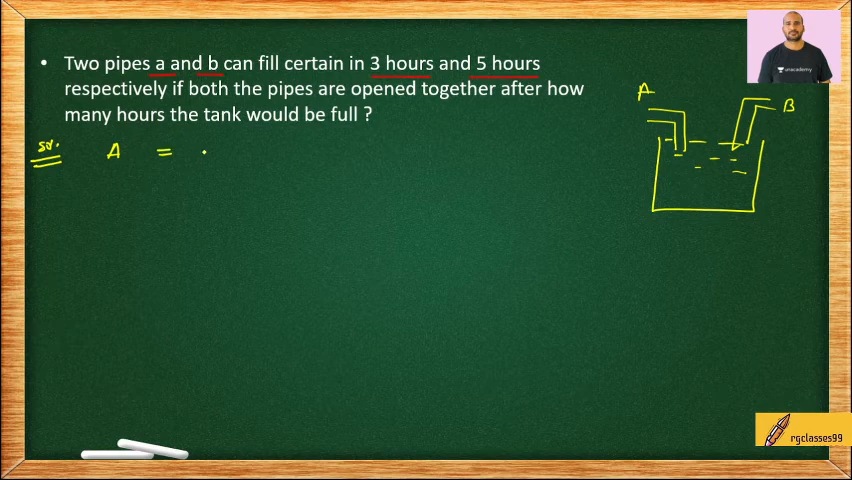 • Two pipes a and b can fill certain in 3 hours and 5 hours
respectively if both the pipes are opened together after how
many hours the tank would be full ?
A
B
A =
unacademy
rgclasses99